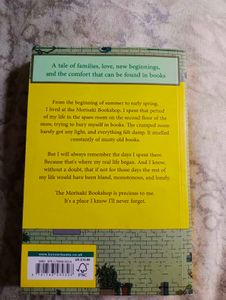 A tale of families, love, new beginnings,
and the comfort that can be found in books
From the beginning of summer to early spring,
I lived at the Morisaki Bookshop. I spent that period
of my life in the spare room on the second floor of the
store, trying to bury myself in books. The cramped room
barely got any light, and everything felt damp. It smelled
constantly of musty old books.
But I will always remember the days I spent there.
Because that's where my real life began. And I know,
without a doubt, that if not for those days the rest of
my life would have been bland, monotonous, and lonely.
The Morisaki Bookshop is precious to me.
It's a place I know I'll never forget.
FSC